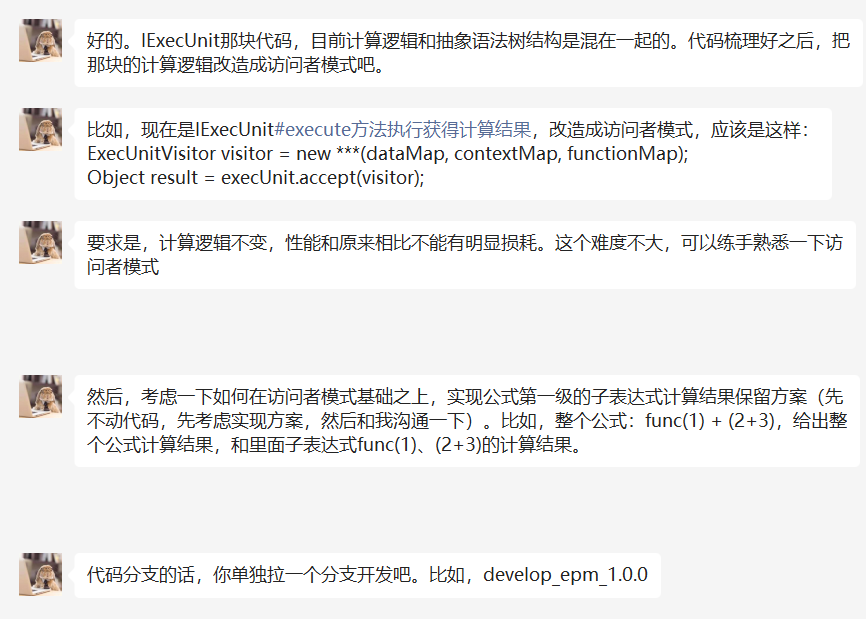 好的。IExecUnit那块代码，目前计算逻辑和抽象语法树结构是混在一起的。代码梳理好之后，把
那块的计算逻辑改造成访问者模式吧。
比如，现在是IExecUnit#execute方法执行获得计算结果，改造成访问者模式，应该是这样：
ExecUnitVisitor visitor = new ***(dataMap, contextMap, functionMap);
Object result = execUnit.accept(visitor);
要求是，计算逻辑不变，性能和原来相比不能有明显损耗。这个难度不大，可以练手熟悉一下访
问者模式
然后，考虑一下如何在访问者模式基础之上，实现公式第一级的子表达式计算结果保留方案（先
不动代码，先考虑实现方案，然后和我沟通一下）。比如，整个公式：func(1) + (2+3)，给出整
个公式计算结果，和里面子表达式func(1)、(2+3)的计算结果。
代码分支的话，你单独拉一个分支开发吧。比如，develop_epm_1.0.0